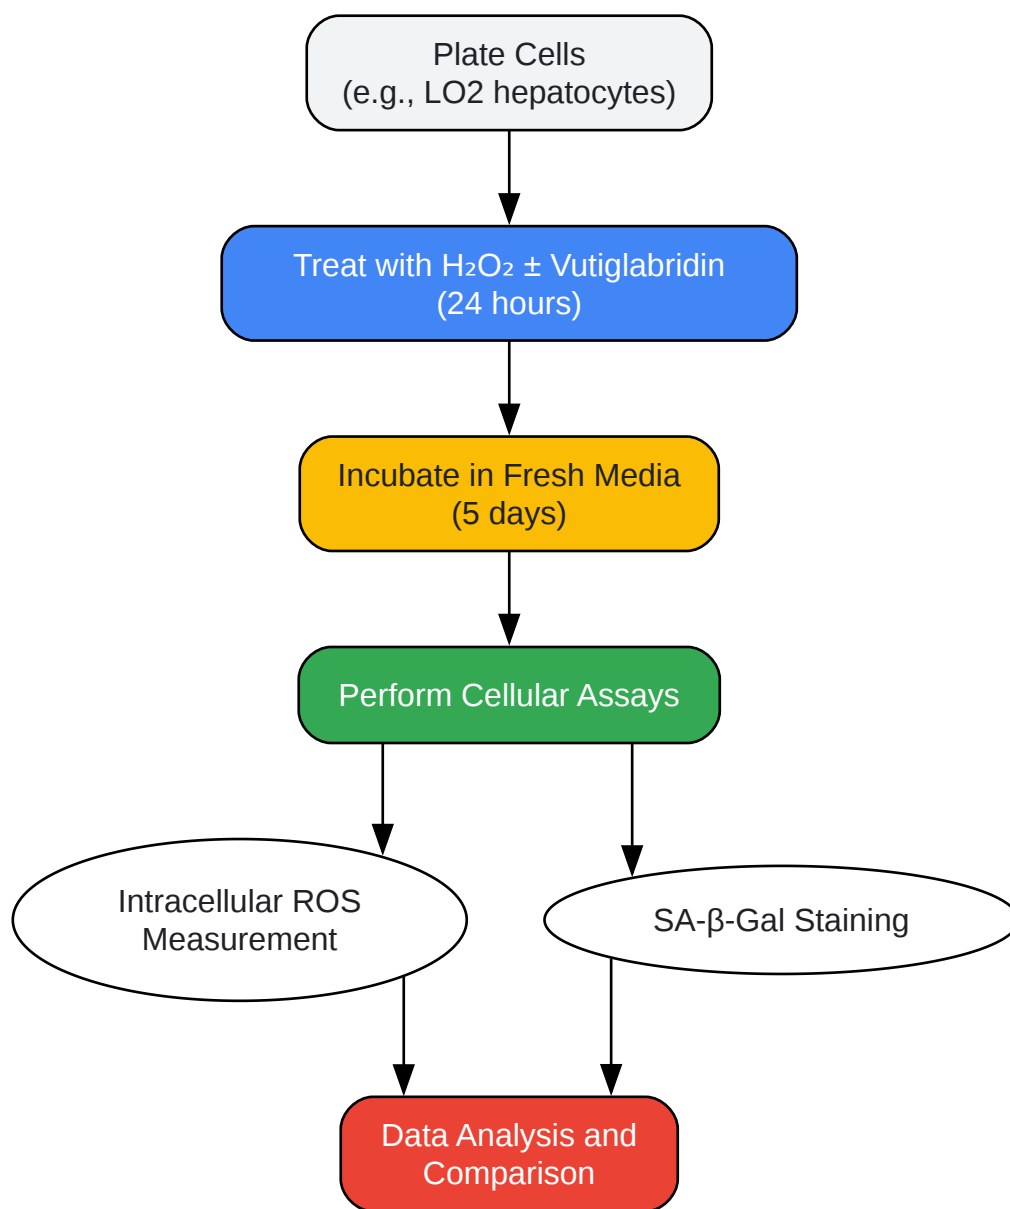 Plate Cells
(e.g., LO2 hepatocytes)
Treat with H₂O₂ ± Vutiglabridin
(24 hours)
Incubate in Fresh Media
(5 days)
Perform Cellular Assays
Intracellular ROS
Measurement
SA-β-Gal Staining
Data Analysis and
Comparison